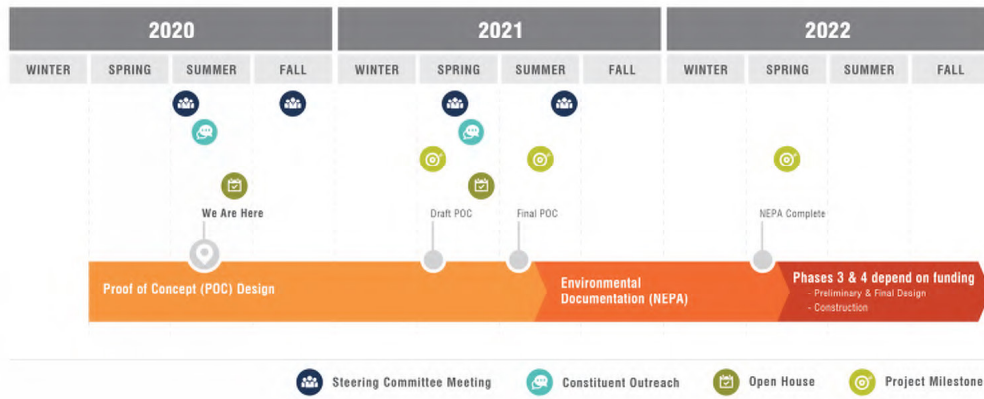 2020 2021 2022
WINTER SPRING SUMMER FALL WINTER SPRING SUMMER FALL WINTER SPRING SUMMER FALL
We Are Here Draft POC Final POC NEPA Complete
Proof of Concept (POC) Design
Environmental
Documentation (NEPA)
Phases 3 & 4 depend on funding
- Preliminary & Final Design
- Construction
Steering Committee Meeting Constituent Outreach Open House Project Milestone